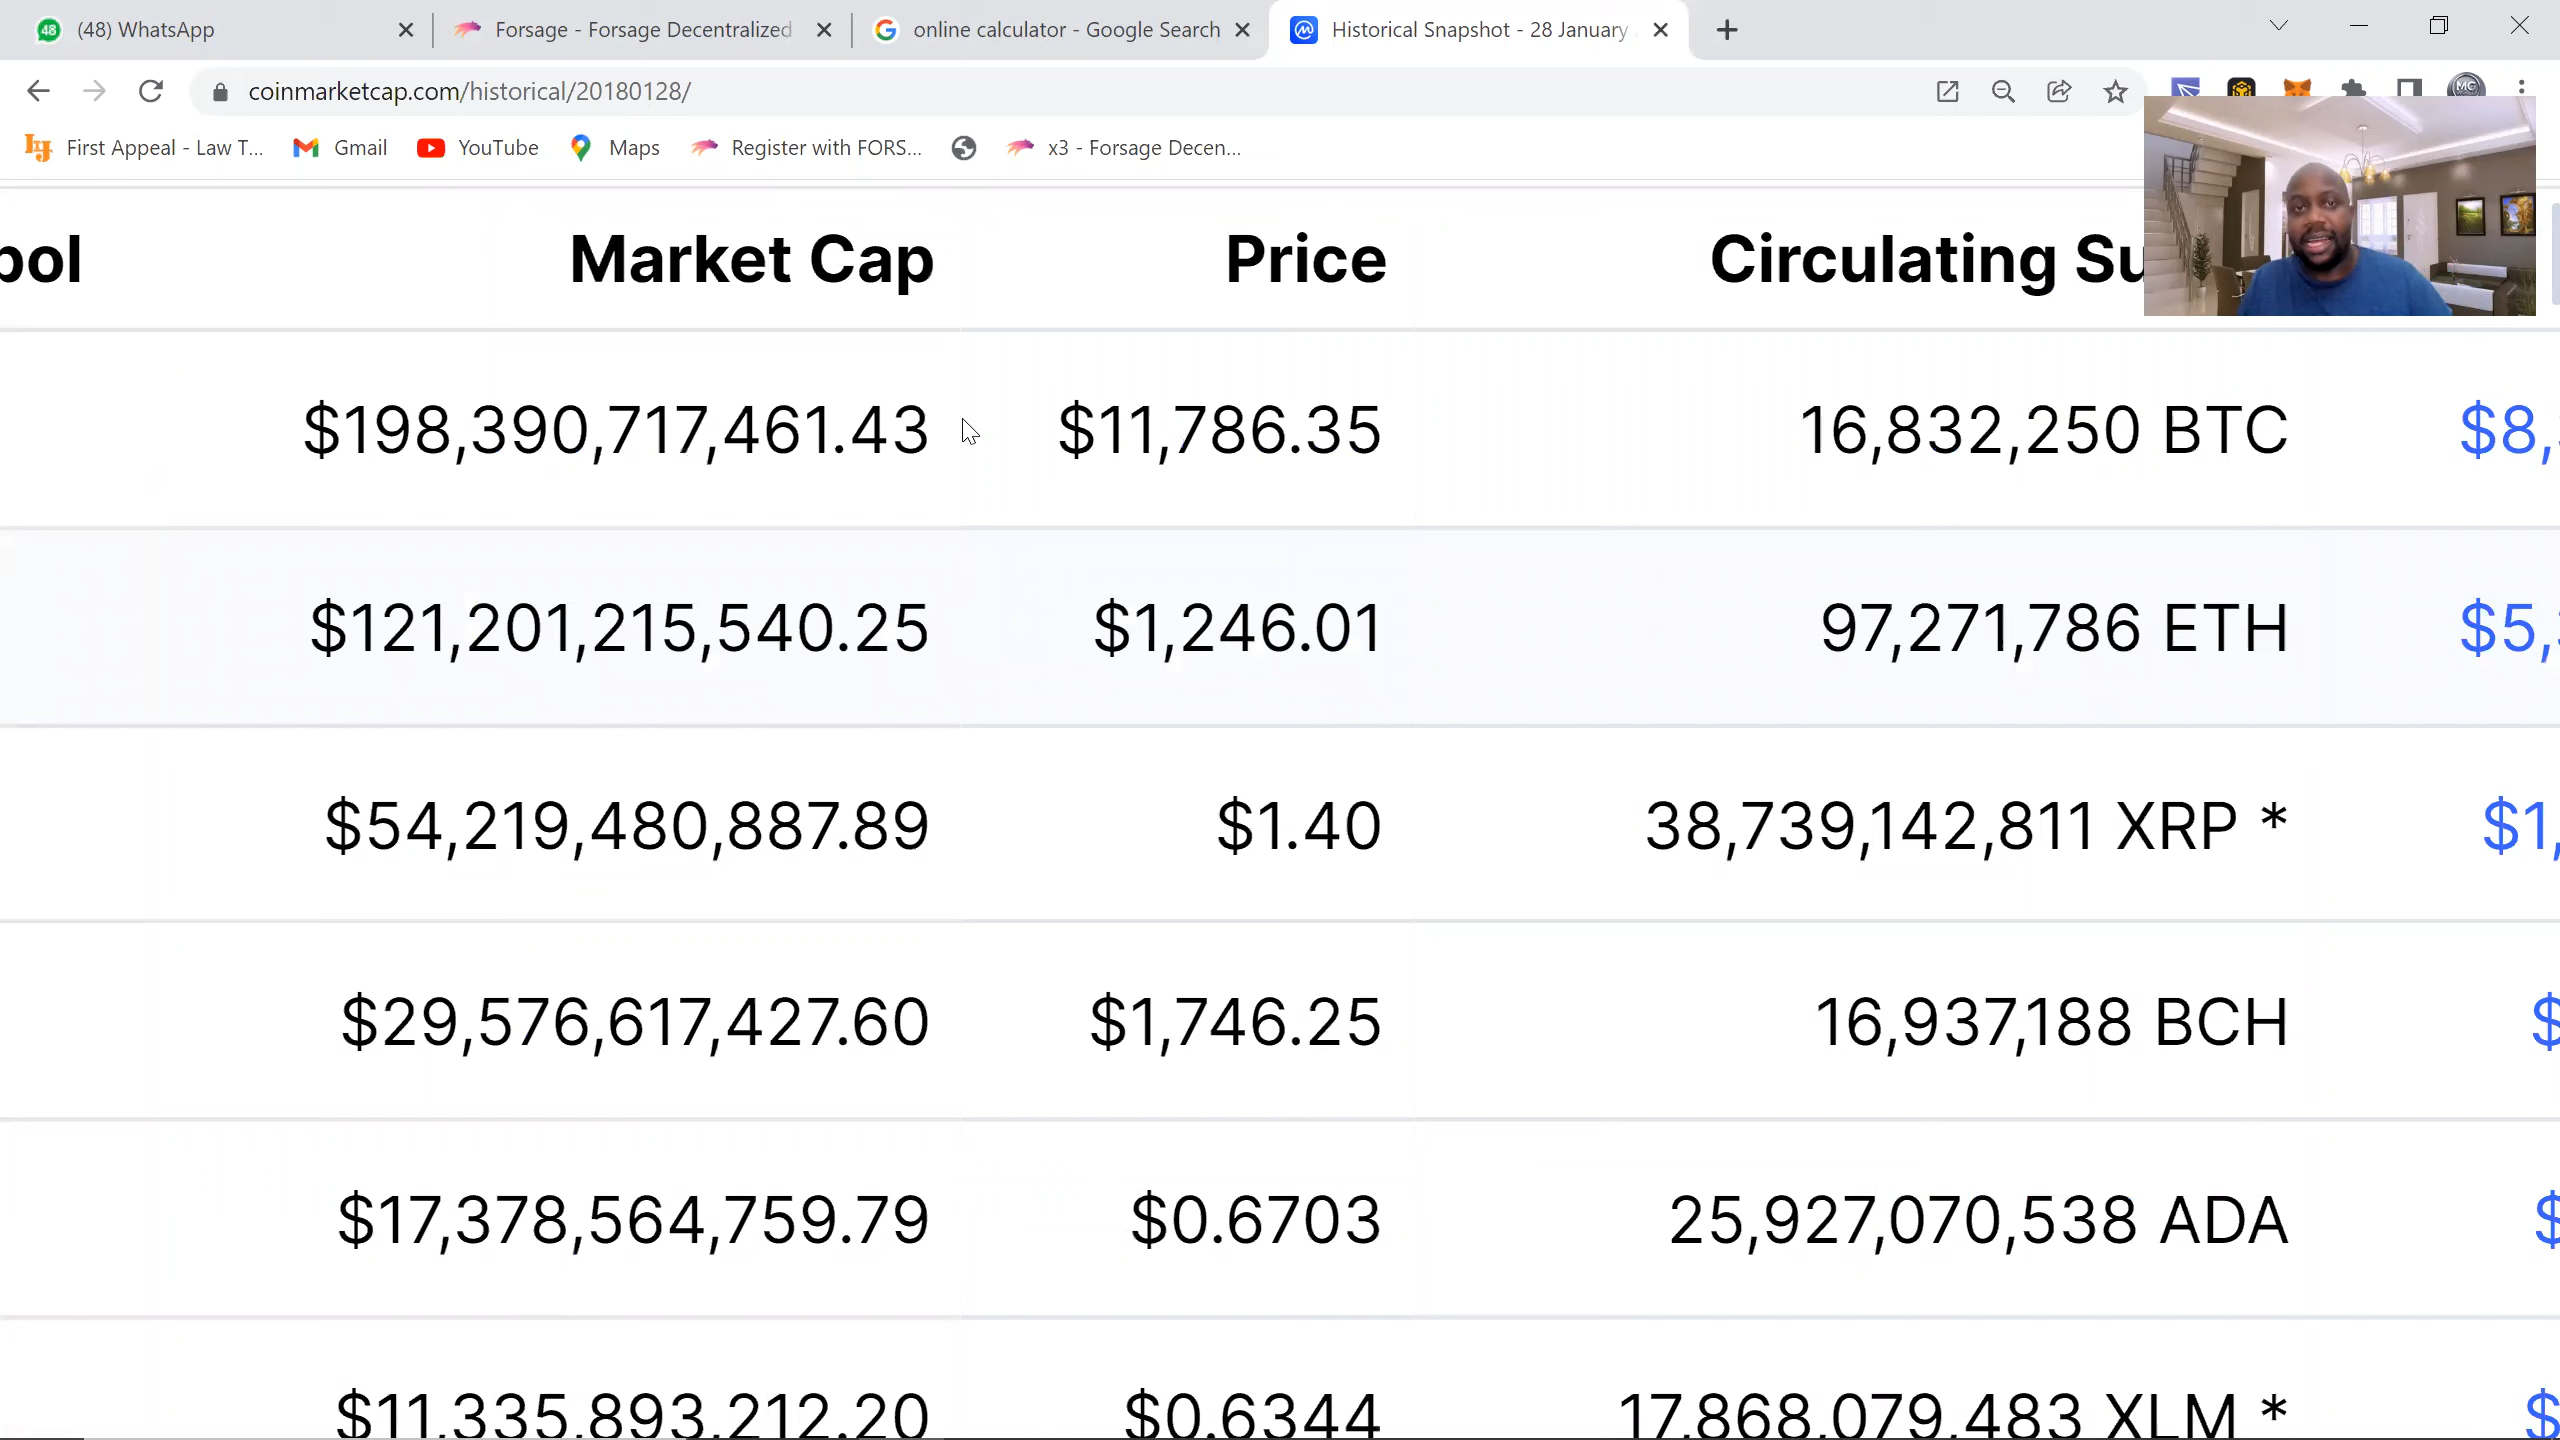 (48) WhatsApp
Forsage - Forsage Decentralized
online calculator - Google Search
Historical Snapshot - 28 January
coinmarketcap.com/historical/20180128/
First Appeal - Law T...
Gmail
YouTube
Maps
Register with FORS...
x3 - Forsage Decen...
bol Market Cap Price Circulating Su
$198,390,717,461.43 $11,786.35 16,832,250 BTC $8,
$121,201,215,540.25 $1,246.01 97,271,786 ETH $5,
$54,219,480,887.89 $1.40 38,739,142,811 XRP * $1,
$29,576,617,427.60 $1,746.25 16,937,188 BCH $
$17,378,564,759.79 $0.6703 25,927,070,538 ADA $
$11,335,893,212.20 $0.6344 17,868,079,483 XLM * $